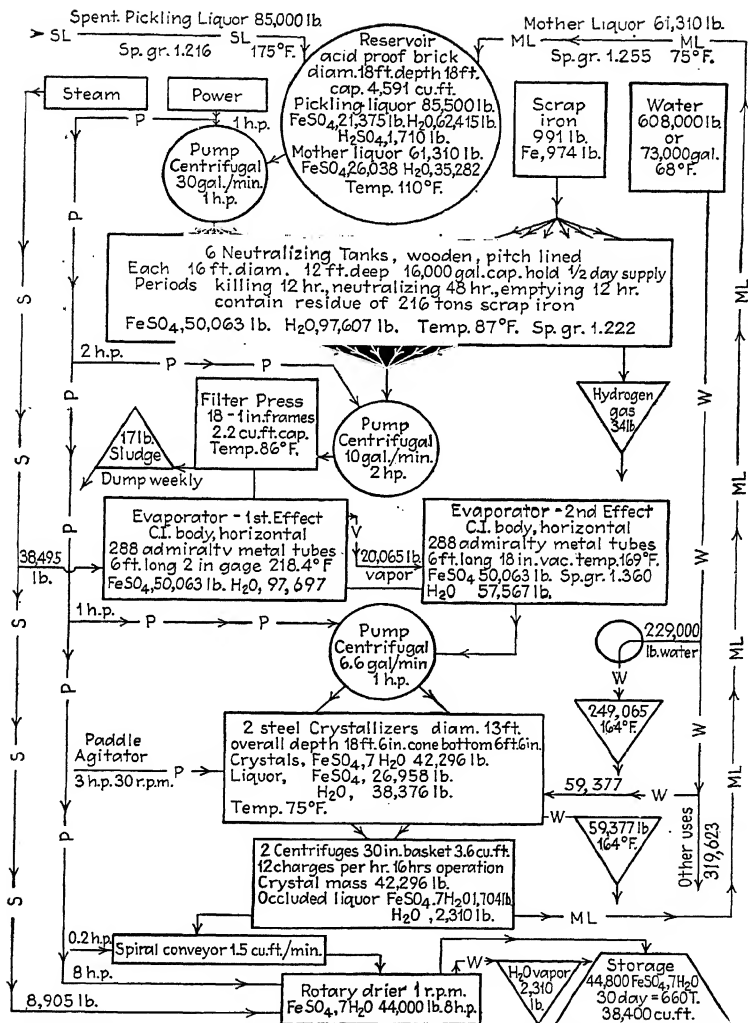 Spent Pickling Liquor 85,000 lb.
SL SL
Sp. gr. 1.216 175°F.
Mother Liquor 61,310 lb.
ML ML
Sp. gr. 1.255 75°F.
Reservoir
acid proof brick
diam. 18 ft. depth 18 ft.
cap. 4,591 cu. ft.
Pickling liquor 85,500 lb.
FeSO4, 21,375 lb. H2O, 62,415 lb.
H2SO4, 1,710 lb.
Mother liquor 61,310 lb.
FeSO4, 26,038 H2O, 35,282
Temp. 110°F.
Steam
Power
P 1 h.p.
Pump
Centrifugal
30 gal./min.
1 h.p.
Scrap
iron
991 lb.
Fe, 974 lb.
Water
608,000 lb.
or
73,000 gal.
68°F.
6 Neutralizing Tanks, wooden, pitch lined
Each 16 ft. diam. 12 ft. deep 16,000 gal. cap. hold 1/2 day supply
Periods killing 12 hr., neutralizing 48 hr., emptying 12 hr.
contain residue of 216 tons scrap iron
FeSO4, 50,063 lb. H2O, 97,607 lb. Temp. 87°F. Sp. gr. 1.222
P
S
ML
2 h.p. P P
W
Filter Press
18 - 1 in. frames
2.2 cu. ft. cap.
Temp. 86°F.
Pump
Centrifugal
10 gal./min.
2 hp.
Hydrogen
gas
34 lb.
17 lb.
Sludge
Dump weekly
S
P
ML
Evaporator - 1st. Effect
C.I. body, horizontal
288 admiralty metal tubes
6 ft. long 2 in gage 218.4°F
FeSO4, 50,063 lb. H2O, 97,697
V
20,065 lb
vapor
Evaporator - 2nd Effect
C.I. body, horizontal
288 admiralty metal tubes
6 ft. long 18 in. vac. temp. 169°F.
FeSO4 50,063 lb. Sp. gr. 1.360
H2O 57,567 lb.
38,495
lb.
W
1 h.p. P P
S
P
ML
Pump
Centrifugal
6.6 gal/min
1 h.p.
229,000
lb. water
W
249,065
164°F.
W
2 steel Crystallizers diam. 13 ft.
overall depth 18 ft. 6 in. cone bottom 6 ft. 6 in.
Crystals, FeSO4, 7 H2O 42,296 lb.
Liquor, FeSO4, 26,958 lb.
H2O, 38,376 lb.
Temp. 75°F.
Paddle
Agitator
3 h.p. 30 r.p.m. P
59,377
W
W
59,377 lb
164°F.
Other uses
319,623
S
P
2 Centrifuges 30 in. basket 3.6 cu. ft.
12 charges per hr. 16 hrs operation
Crystal mass 42,296 lb.
Occluded liquor FeSO4.7H2O 1,704 lb
H2O, 2,310 lb.
ML
0.2 h.p.
Spiral conveyor 1.5 cu. ft./min.
8 h.p.
8,905 lb.
Rotary drier 1 r.p.m.
FeSO4, 7H2O 44,000 lb. 8 h.p.
W
H2O vapor
2,310
lb.
Storage
44,800 FeSO4, 7H2O
30 day = 660 T.
38,400 cu. ft.